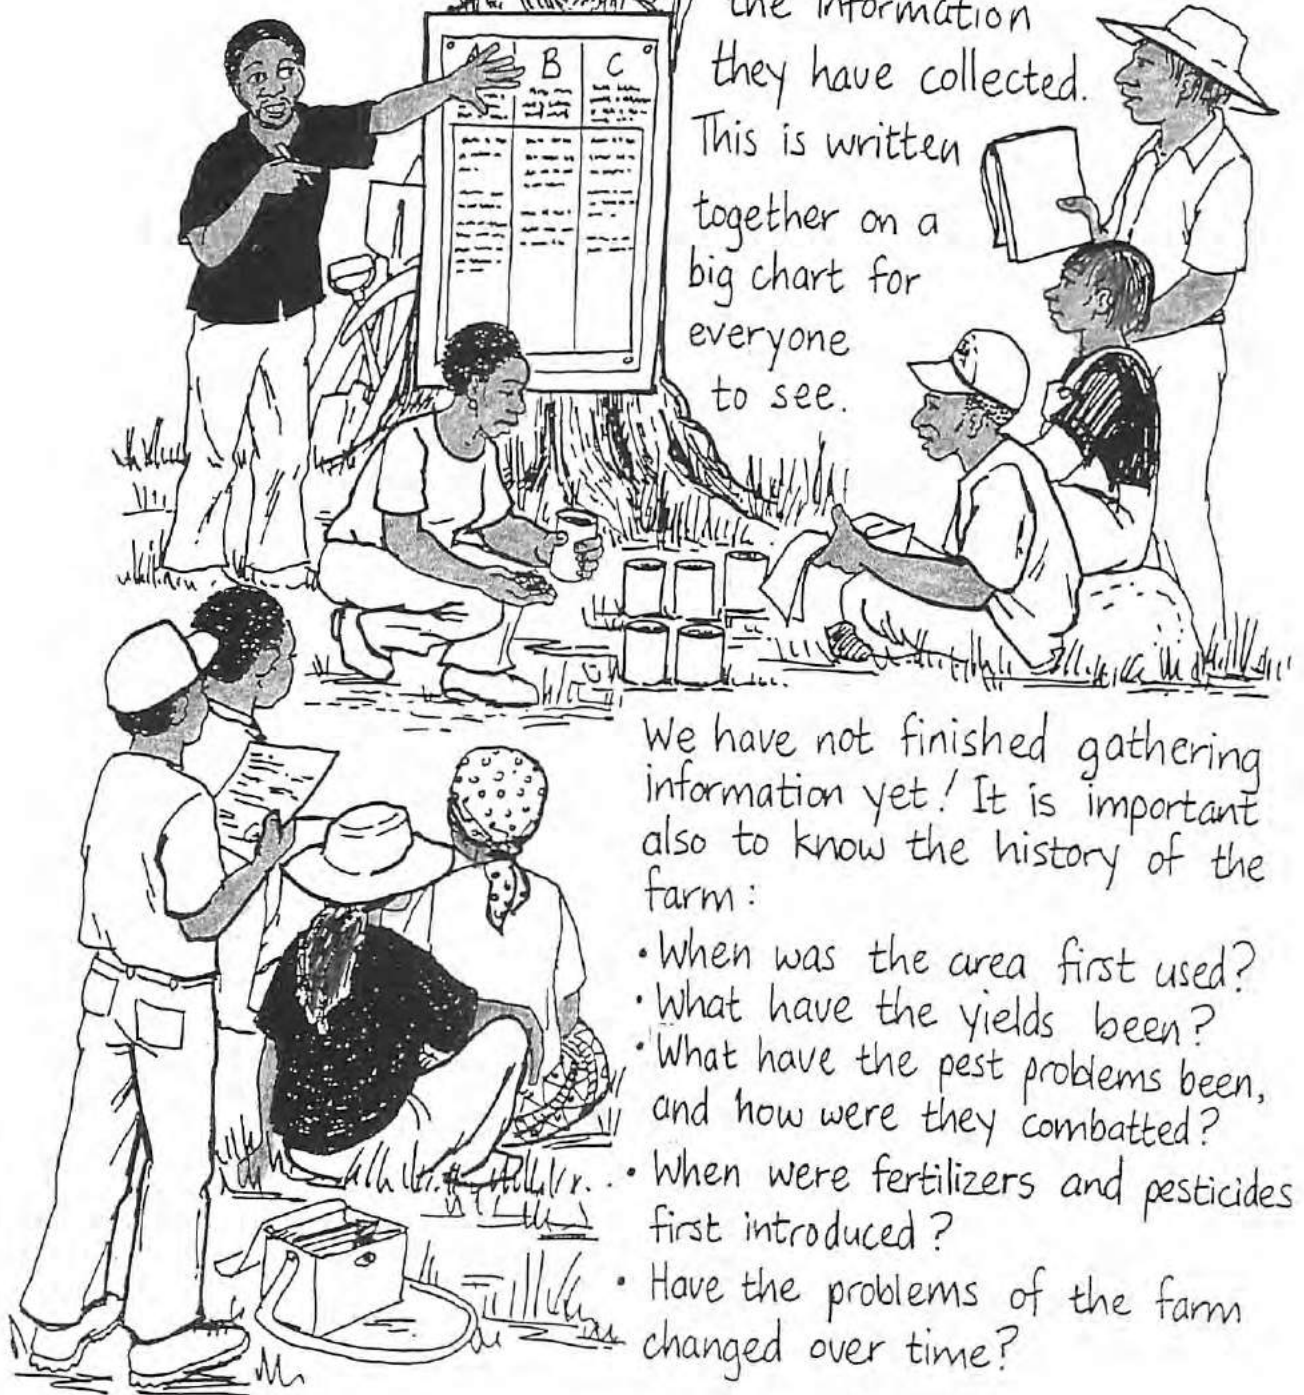 the information
they have collected.
This is written
together on a
big chart for
everyone
to see.
A B C
We have not finished gathering
information yet! It is important
also to know the history of the
farm:
• When was the area first used?
• What have the yields been?
• What have the pest problems been,
and how were they combatted?
• When were fertilizers and pesticides
first introduced?
• Have the problems of the farm
changed over time?